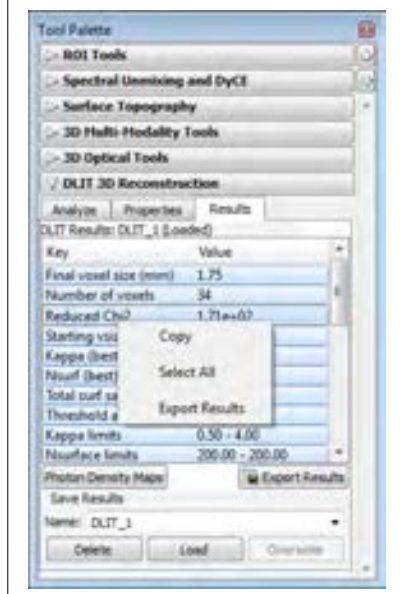 Tool Palette
ROI Tools
Spectral Unmixing and DyCE
Surface Topography
3D Multi-Modality Tools
3D Optical Tools
DLIT 3D Reconstruction
Analyze Properties Results
DLIT Results: DLIT_1 (Loaded)
Key Value
Final voxel size (mm) 1.75
Number of voxels 34
Reduced Chi2 1.71e+02
Starting vox
Copy
Kappa (best
Nsurf (best)
Select All
Total surf sa
Threshold a
Export Results
Kappa limits 0.50 - 4.00
Nsurface limits 200.00 - 200.00
Photon Density Maps Export Results
Save Results
Name: DLIT_1
Delete Load Overwrite